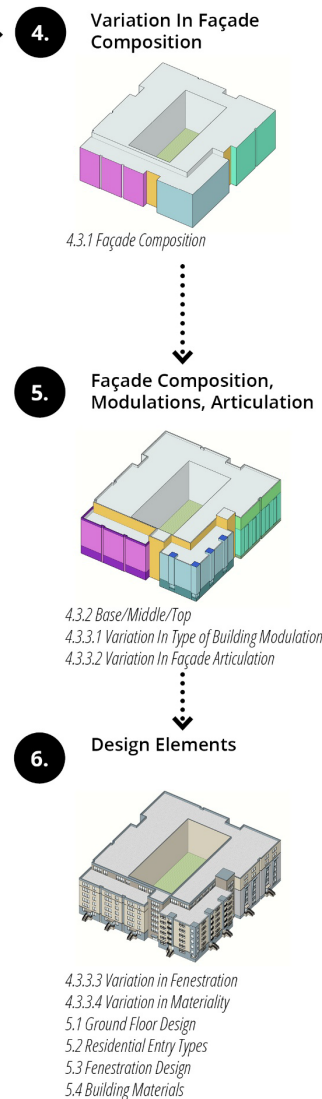 4.
Variation In Façade
Composition
4.3.1 Façade Composition
5.
Façade Composition,
Modulations, Articulation
4.3.2 Base/Middle/Top
4.3.3.1 Variation In Type of Building Modulation
4.3.3.2 Variation In Façade Articulation
6.
Design Elements
4.3.3.3 Variation in Fenestration
4.3.3.4 Variation in Materiality
5.1 Ground Floor Design
5.2 Residential Entry Types
5.3 Fenestration Design
5.4 Building Materials